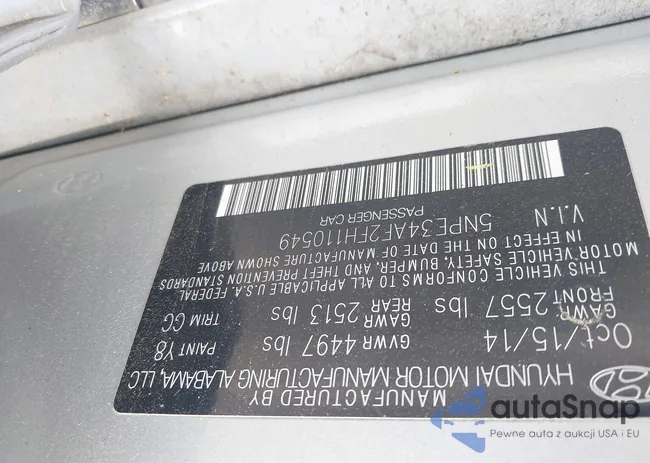 MANUFACTURED BY
HYUNDAI MOTOR MANUFACTURING ALABAMA, LLC
Oct/15/14 GVWR 4497 lbs PAINT Y8
GAWR FRONT 2557 lbs GAWR REAR 2513 lbs TRIM GG
THIS VEHICLE CONFORMS TO ALL APPLICABLE U.S.A. FEDERAL
MOTOR VEHICLE SAFETY, BUMPER, AND THEFT PREVENTION STANDARDS
IN EFFECT ON THE DATE OF MANUFACTURE SHOWN ABOVE
V.I.N 5NPE34AF2FH110549
PASSENGER CAR
autaSnap
Pewne auta z aukcji USA i EU